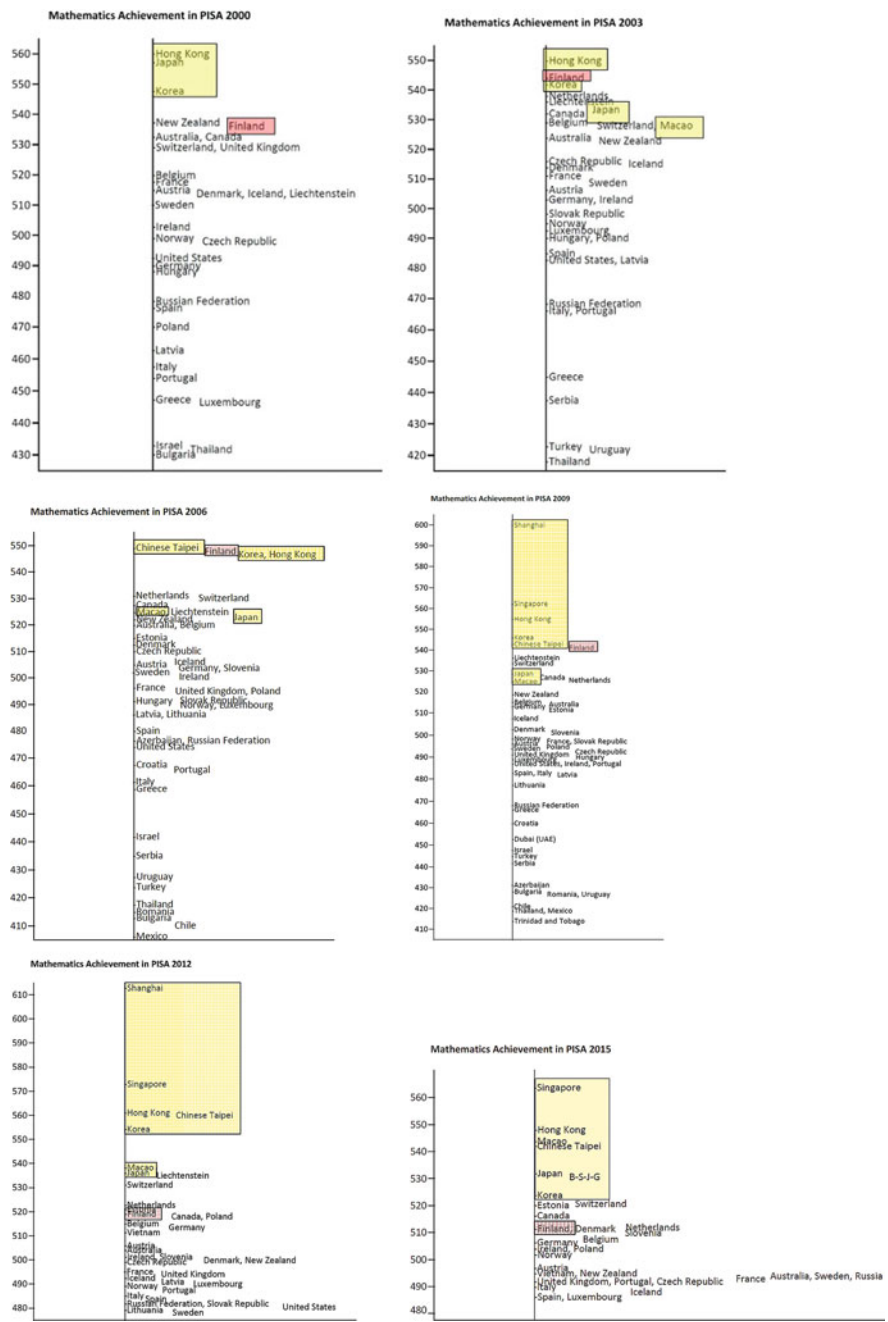 Mathematics Achievement in PISA 2000
560
Hong Kong
Japan
550
Korea
540
New Zealand Finland
Australia, Canada
530
Switzerland, United Kingdom
520
Belgium
France
Austria Denmark, Iceland, Liechtenstein
510
Sweden
Ireland
500
Norway Czech Republic
United States
490
Germany
Hungary
480
Russian Federation
Spain
470
Poland
Latvia
460
Italy
Portugal
450
Greece Luxembourg
440
Israel Thailand
430
Bulgaria
Mathematics Achievement in PISA 2003
550
Hong Kong
Finland
540
Korea
Netherlands
Liechtenstein
Canada Japan
530
Belgium Switzerland, Macao
Australia New Zealand
520
Czech Republic Iceland
Denmark
France Sweden
510
Austria
Germany, Ireland
500
Slovak Republic
Norway
Luxembourg
490
Hungary, Poland
Spain
United States, Latvia
480
470
Russian Federation
Italy, Portugal
460
450
Greece
440
Serbia
430
Turkey Uruguay
420
Thailand
Mathematics Achievement in PISA 2006
550
Chinese Taipei Finland Korea, Hong Kong
540
530
Netherlands Switzerland
Canada
Macao Liechtenstein Japan
New Zealand
520
Australia, Belgium
Estonia
Denmark
510
Czech Republic
Austria Iceland
Germany, Slovenia
Sweden Ireland
500
France United Kingdom, Poland
Hungary Slovak Republic
490
Norway, Luxembourg
Latvia, Lithuania
480
Spain
Azerbaijan, Russian Federation
United States
470
Croatia Portugal
460
Italy
Greece
450
440
Israel
Serbia
430
Uruguay
Turkey
420
Thailand
Romania
Bulgaria
410
Chile
Mexico
Mathematics Achievement in PISA 2009
600
Shanghai
590
580
570
560
Singapore
Hong Kong
550
Korea
Chinese Taipei Finland
540
Liechtenstein
Switzerland
530
Japan Canada Netherlands
Macao
520
New Zealand
Belgium Australia
Germany Estonia
510
Iceland
Denmark Slovenia
500
Norway France, Slovak Republic
Austria
Sweden Poland
United Kingdom Czech Republic
490
Luxembourg Hungary
United States, Ireland, Portugal
Spain, Italy Latvia
480
Lithuania
470
Russian Federation
Greece
460
Croatia
Dubai (UAE)
450
Israel
Turkey
Serbia
440
Azerbaijan
430
Bulgaria Romania, Uruguay
420
Chile
Thailand, Mexico
Trinidad and Tobago
410
Mathematics Achievement in PISA 2012
610
Shanghai
600
590
580
570
Singapore
560
Hong Kong Chinese Taipei
Korea
550
540
Macao
Japan Liechtenstein
530
Switzerland
Netherlands
520
Estonia
Finland Canada, Poland
Belgium Germany
510
Vietnam
Austria
Australia
500
Ireland, Slovenia
Czech Republic Denmark, New Zealand
France United Kingdom
Iceland Latvia Luxembourg
490
Norway Portugal
Italy Spain
Russian Federation, Slovak Republic United States
480
Lithuania Sweden
Mathematics Achievement in PISA 2015
560
Singapore
550
Hong Kong
Macao
540
Chinese Taipei
Japan B-S-J-G
530
Korea
520
Estonia Switzerland
Canada
510
Finland, Denmark Netherlands
Slovenia
Germany Belgium
Ireland, Poland
500
Norway
Austria
Vietnam, New Zealand
490
United Kingdom, Portugal, Czech Republic France Australia, Sweden, Russia
Italy
Spain, Luxembourg Iceland
480